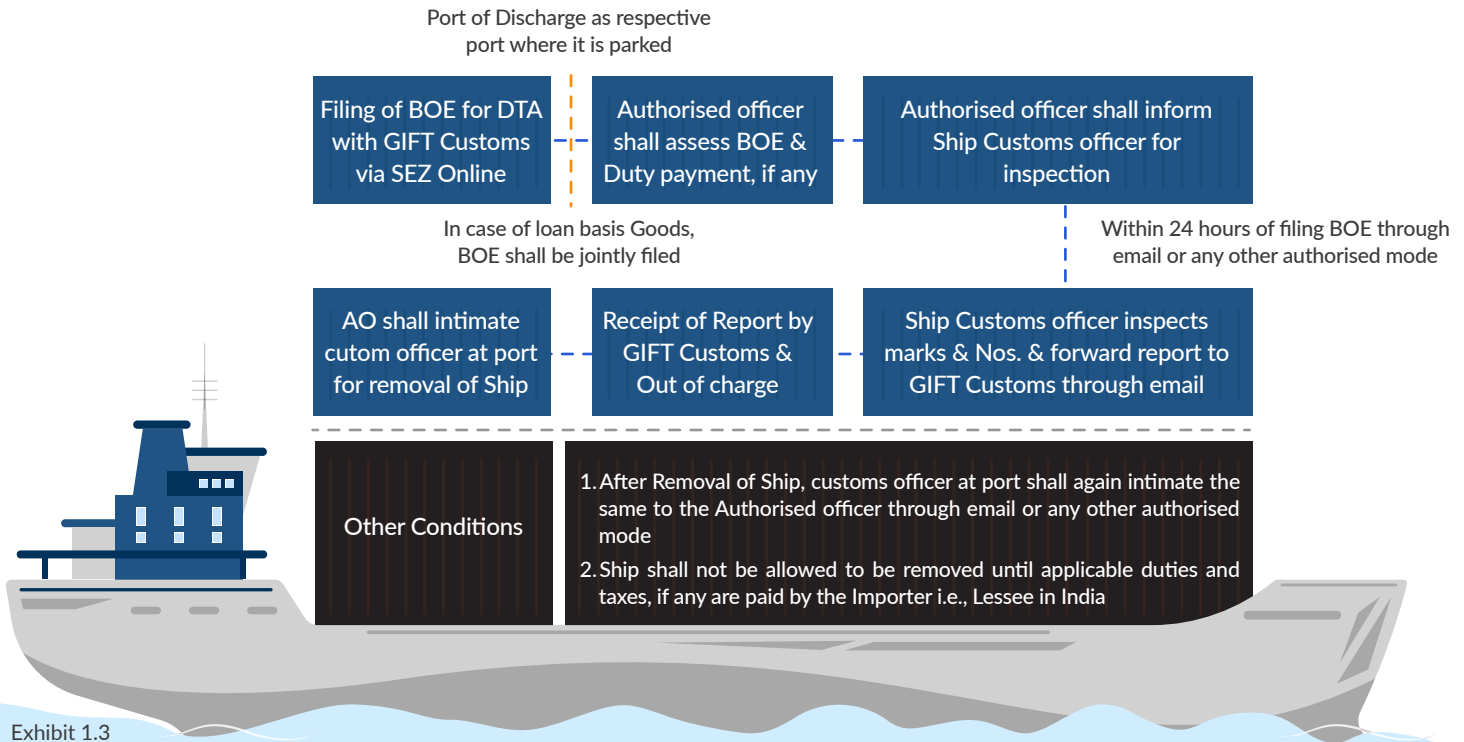 Port of Discharge as respective
port where it is parked
Filing of BOE for DTA
with GIFT Customs
via SEZ Online
Authorised officer
shall assess BOE &
Duty payment, if any
Authorised officer shall inform
Ship Customs officer for
inspection
In case of loan basis Goods,
BOE shall be jointly filed
Within 24 hours of filing BOE through
email or any other authorised mode
AO shall intimate
cutom officer at port
for removal of Ship
Receipt of Report by
GIFT Customs &
Out of charge
Ship Customs officer inspects
marks & Nos. & forward report to
GIFT Customs through email
Other Conditions
1. After Removal of Ship, customs officer at port shall again intimate the
same to the Authorised officer through email or any other authorised
mode
2. Ship shall not be allowed to be removed until applicable duties and
taxes, if any are paid by the Importer i.e., Lessee in India
Exhibit 1.3